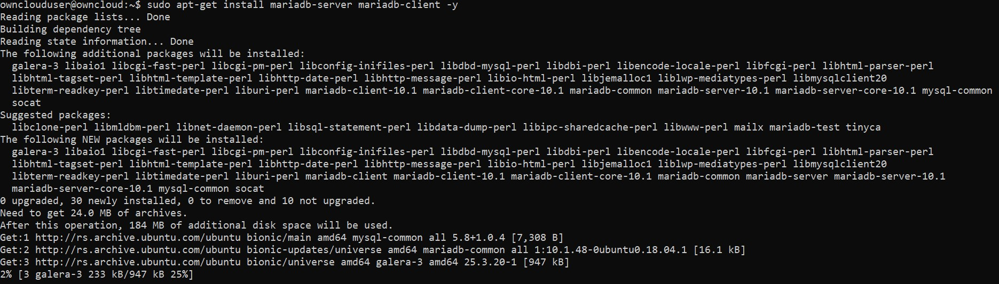 ownclouduser@owncloud:~$ sudo apt-get install mariadb-server mariadb-client -y
Reading package lists... Done
Building dependency tree
Reading state information... Done
The following additional packages will be installed:
  galera-3 libaio1 libcgi-fast-perl libcgi-pm-perl libconfig-inifiles-perl libdbd-mysql-perl libdbi-perl libencode-locale-perl libfcgi-perl libhtml-parser-perl
  libhtml-tagset-perl libhtml-template-perl libhttp-date-perl libhttp-message-perl libio-html-perl libjemalloc1 liblwp-mediatypes-perl libmysqlclient20
  libterm-readkey-perl libtimedate-perl liburi-perl mariadb-client-10.1 mariadb-client-core-10.1 mariadb-common mariadb-server-10.1 mariadb-server-core-10.1 mysql-common
  socat
Suggested packages:
  libclone-perl libmldbm-perl libnet-daemon-perl libsql-statement-perl libdata-dump-perl libipc-sharedcache-perl libwww-perl mailx mariadb-test tinyca
The following NEW packages will be installed:
  galera-3 libaio1 libcgi-fast-perl libcgi-pm-perl libconfig-inifiles-perl libdbd-mysql-perl libdbi-perl libencode-locale-perl libfcgi-perl libhtml-parser-perl
  libhtml-tagset-perl libhtml-template-perl libhttp-date-perl libhttp-message-perl libio-html-perl libjemalloc1 liblwp-mediatypes-perl libmysqlclient20
  libterm-readkey-perl libtimedate-perl liburi-perl mariadb-client mariadb-client-10.1 mariadb-client-core-10.1 mariadb-common mariadb-server mariadb-server-10.1
  mariadb-server-core-10.1 mysql-common socat
0 upgraded, 30 newly installed, 0 to remove and 10 not upgraded.
Need to get 24.0 MB of archives.
After this operation, 184 MB of additional disk space will be used.
Get:1 http://rs.archive.ubuntu.com/ubuntu bionic/main amd64 mysql-common all 5.8+1.0.4 [7,308 B]
Get:2 http://rs.archive.ubuntu.com/ubuntu bionic-updates/universe amd64 mariadb-common all 1:10.1.48-0ubuntu0.18.04.1 [16.1 kB]
Get:3 http://rs.archive.ubuntu.com/ubuntu bionic/universe amd64 galera-3 amd64 25.3.20-1 [947 kB]
2% [3 galera-3 233 kB/947 kB 25%]